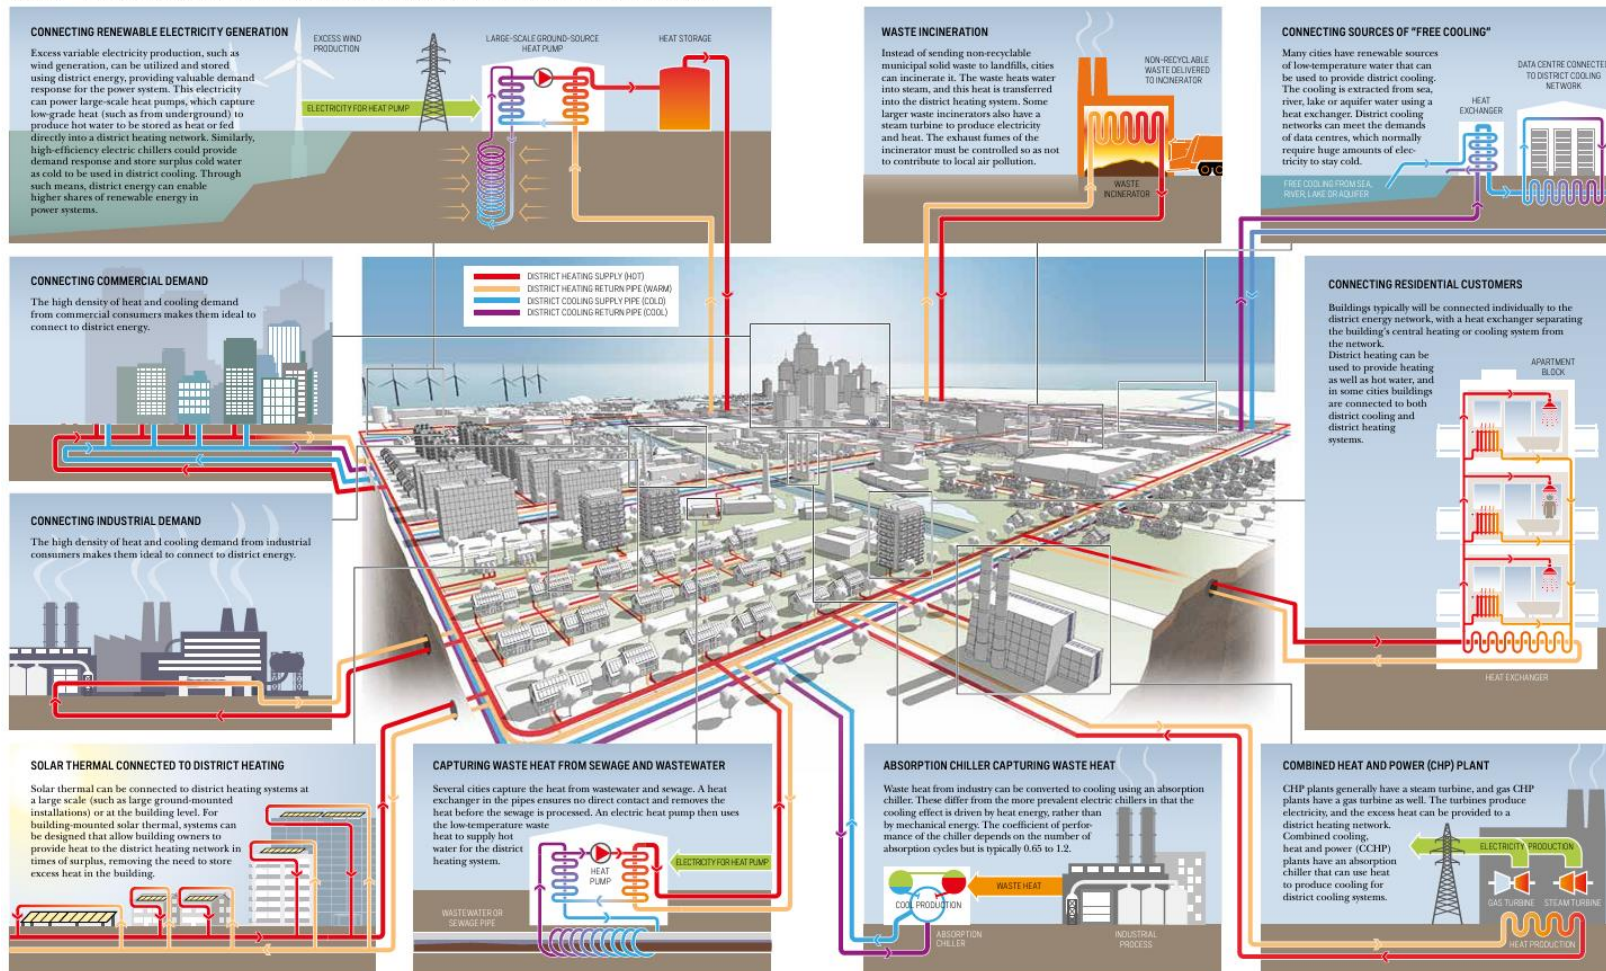 CONNECTING RENEWABLE ELECTRICITY GENERATION
Excess variable electricity production, such as
wind generation, can be utilized and stored
using district energy, providing valuable demand
response for the power system. This electricity
can power large-scale heat pumps, which capture
low-grade heat (such as from underground) to
produce hot water to be stored as heat or fed
directly into a district heating network. Similarly,
high-efficiency electric chillers could provide
demand response and store surplus cold water
as cold to be used in district cooling. Through
such means, district energy can enable
higher shares of renewable energy in
power systems.
EXCESS WIND
PRODUCTION
LARGE-SCALE GROUND-SOURCE
HEAT PUMP
HEAT STORAGE
ELECTRICITY FOR HEAT PUMP
WASTE INCINERATION
Instead of sending non-recyclable
municipal solid waste to landfills, cities
can incinerate it. The waste heats water
into steam, and this heat is transferred
into the district heating system. Some
larger waste incinerators also have a
steam turbine to produce electricity
and heat. The exhaust fumes of the
incinerator must be controlled so as not
to contribute to local air pollution.
NON-RECYCLABLE
WASTE DELIVERED
TO INCINERATOR
WASTE
INCINERATOR
CONNECTING SOURCES OF "FREE COOLING"
Many cities have renewable sources
of low-temperature water that can
be used to provide district cooling.
The cooling is extracted from sea,
river, lake or aquifer water using a
heat exchanger. District cooling
networks can meet the demands
of data centres, which normally
require huge amounts of elec-
tricity to stay cold.
DATA CENTRE CONNECTED
TO DISTRICT COOLING
NETWORK
HEAT
EXCHANGER
FREE COOLING FROM SEA,
RIVER, LAKE OR AQUIFER
CONNECTING COMMERCIAL DEMAND
The high density of heat and cooling demand
from commercial consumers makes them ideal to
connect to district energy.
DISTRICT HEATING SUPPLY (HOT)
DISTRICT HEATING RETURN PIPE (WARM)
DISTRICT COOLING SUPPLY PIPE (COLD)
DISTRICT COOLING RETURN PIPE (COOL)
CONNECTING RESIDENTIAL CUSTOMERS
Buildings typically will be connected individually to the
district energy network, with a heat exchanger separating
the building's central heating or cooling system from
the network.
District heating can be
used to provide heating
as well as hot water, and
in some cities buildings
are connected to both
district cooling and
district heating
systems.
APARTMENT
BLOCK
HEAT EXCHANGER
CONNECTING INDUSTRIAL DEMAND
The high density of heat and cooling demand from industrial
consumers makes them ideal to connect to district energy.
SOLAR THERMAL CONNECTED TO DISTRICT HEATING
Solar thermal can be connected to district heating systems at
a large scale (such as large ground-mounted
installations) or at the building level. For
building-mounted solar thermal, systems can
be designed that allow building owners to
provide heat to the district heating network in
times of surplus, removing the need to store
excess heat in the building.
CAPTURING WASTE HEAT FROM SEWAGE AND WASTEWATER
Several cities capture the heat from wastewater and sewage. A heat
exchanger in the pipes ensures no direct contact and removes the
heat before the sewage is processed. An electric heat pump then uses
the low-temperature waste
heat to supply hot
water for the district
heating system.
HEAT
PUMP
ELECTRICITY FOR HEAT PUMP
WASTEWATER OR
SEWAGE PIPE
ABSORPTION CHILLER CAPTURING WASTE HEAT
Waste heat from industry can be converted to cooling using an absorption
chiller. These differ from the more prevalent electric chillers in that the
cooling effect is driven by heat energy, rather than
by mechanical energy. The coefficient of perfor-
mance of the chiller depends on the number of
absorption cycles but is typically 0.65 to 1.2.
WASTE HEAT
COOL PRODUCTION
ABSORPTION
CHILLER
INDUSTRIAL
PROCESS
COMBINED HEAT AND POWER (CHP) PLANT
CHP plants generally have a steam turbine, and gas CHP
plants have a gas turbine as well. The turbines produce
electricity, and the excess heat can be provided to a
district heating network.
Combined cooling,
heat and power (CCHP)
plants have an absorption
chiller that can use heat
to produce cooling for
district cooling systems.
ELECTRICITY PRODUCTION
GAS TURBINE
STEAM TURBINE
HEAT PRODUCTION